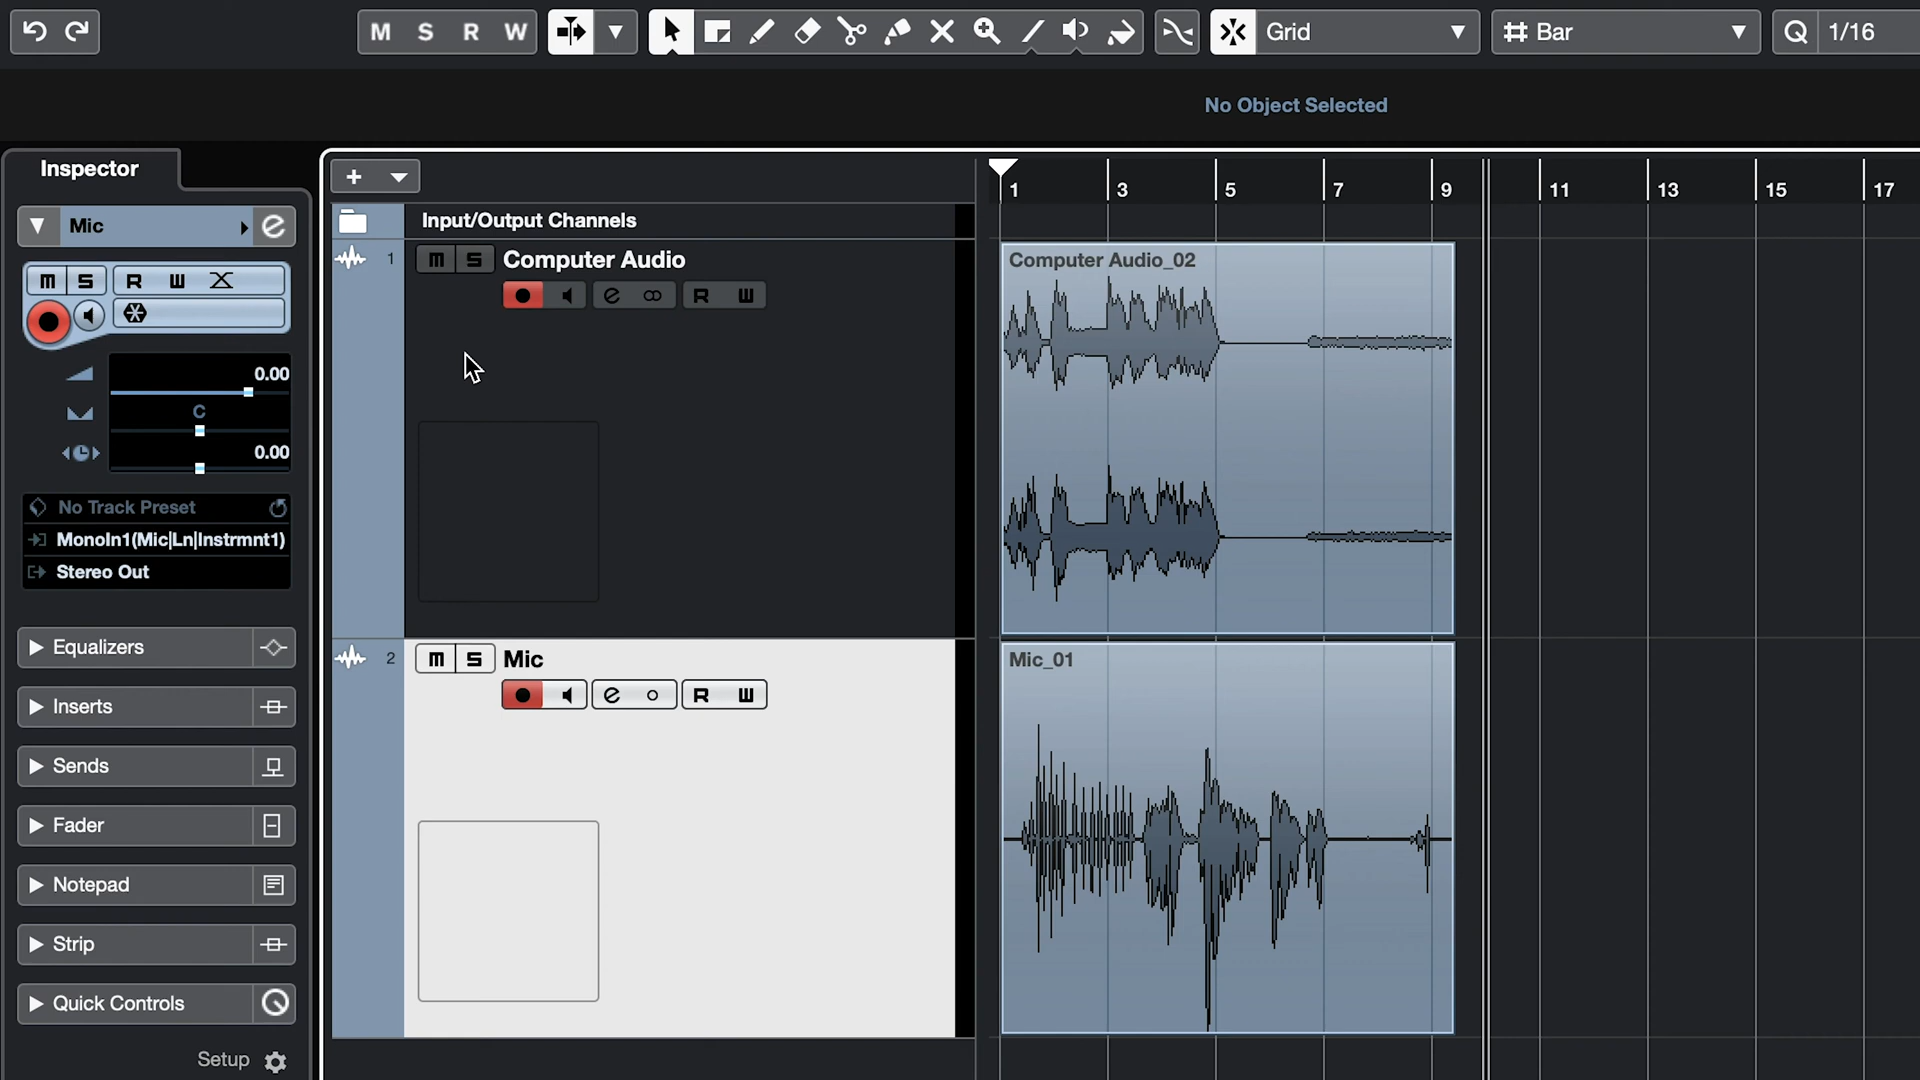 M S R W Grid Bar Q 1/16
No Object Selected
Inspector
1 3 5 7 9 11 13 15 17
Mic e
Input/Output Channels
1 m S Computer Audio
e R W
Computer Audio_02
m S R W
0.00
C
0.00
No Track Preset
MonoIn1(Mic|Ln|Instrmnt1)
Stereo Out
Equalizers
2 m S Mic
e R W
Mic_01
Inserts
Sends
Fader
Notepad
Strip
Quick Controls
Setup